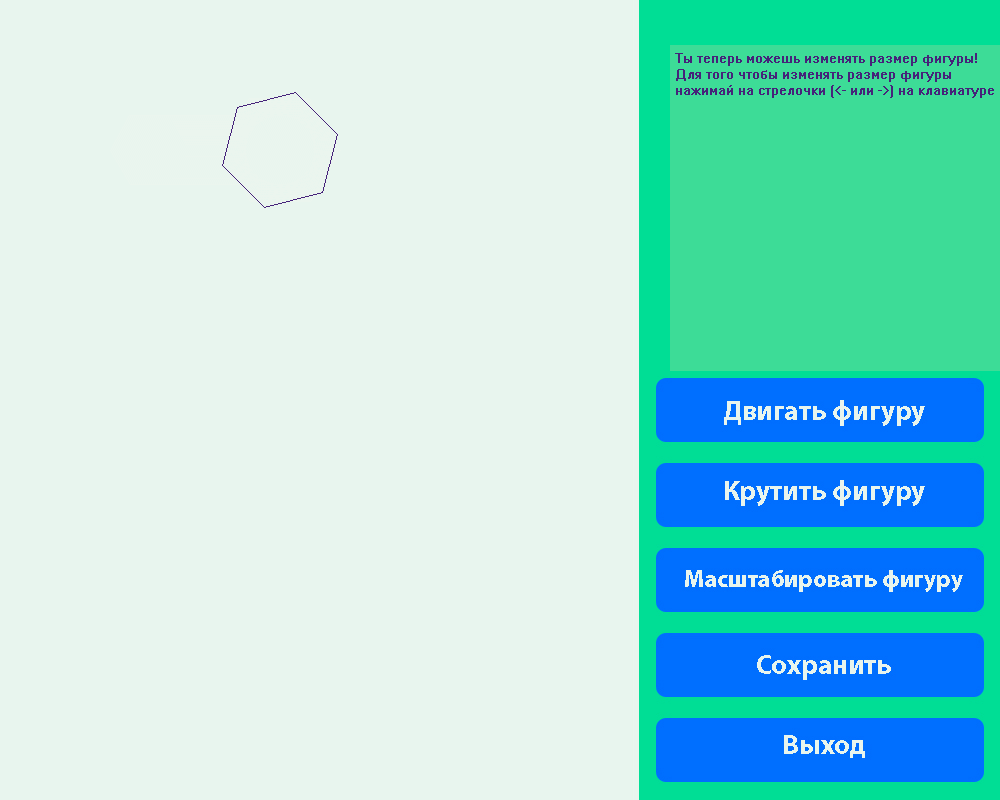 Ты теперь можешь изменять размер фигуры!
Для того чтобы изменять размер фигуры
нажимай на стрелочки (<- или ->) на клавиатуре
Двигать фигуру
Крутить фигуру
Масштабировать фигуру
Сохранить
Выход